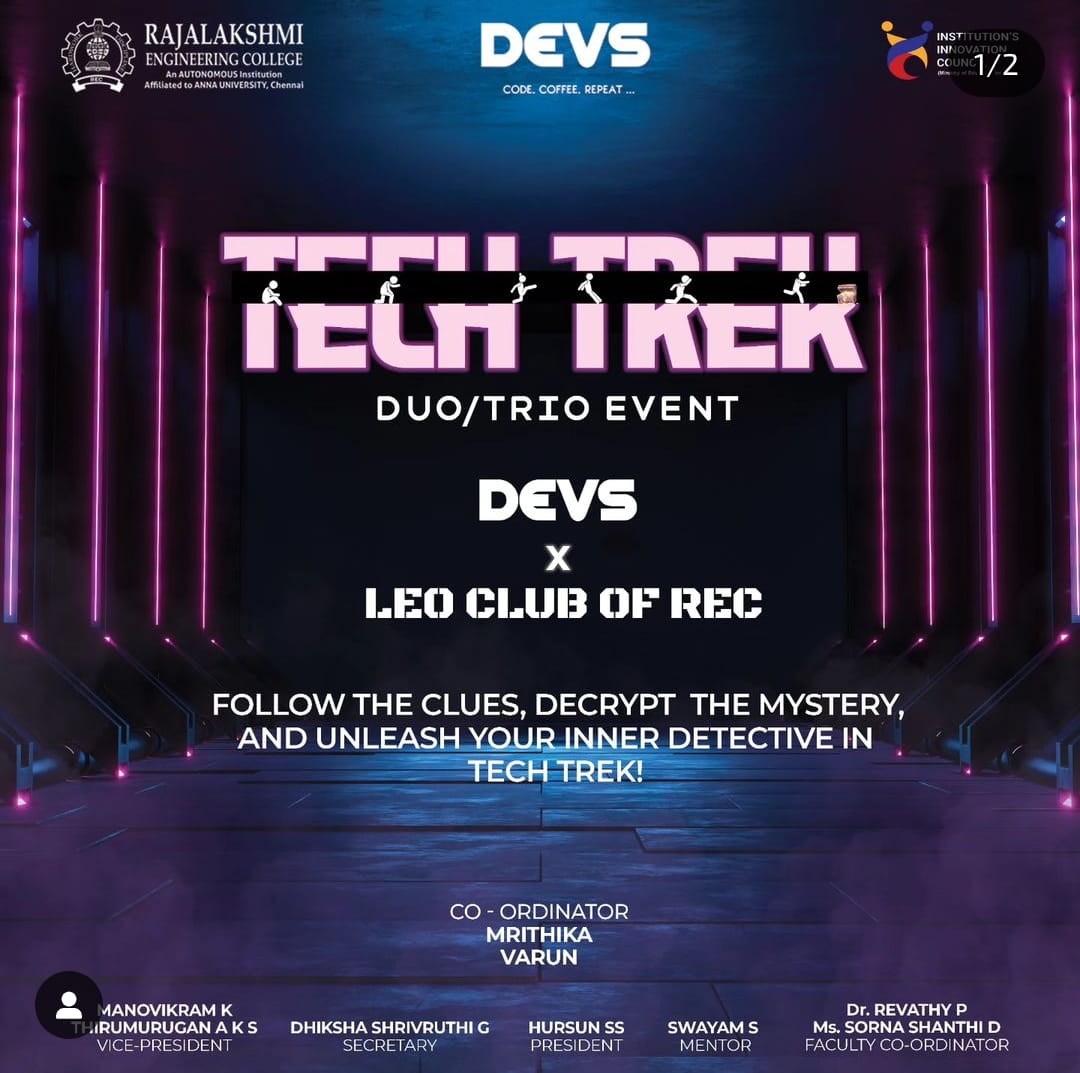 RAJALAKSHMI
ENGINEERING COLLEGE
An AUTONOMOUS Institution
Affiliated to ANNA UNIVERSITY, Chennai
REC
DEVS
CODE. COFFEE. REPEAT ...
INSTITUTION'S
INNOVATION
1/2
TECH TREK
DUO/TRIO EVENT
DEVS
X
LEO CLUB OF REC
FOLLOW THE CLUES, DECRYPT THE MYSTERY,
AND UNLEASH YOUR INNER DETECTIVE IN
TECH TREK!
CO - ORDINATOR
MRITHIKA
VARUN
MANOVIKRAM K
THIRUMURUGAN A K S
VICE-PRESIDENT
DHIKSHA SHRIVRUTHI G
SECRETARY
HURSUN SS
PRESIDENT
SWAYAM S
MENTOR
Dr. REVATHY P
Ms. SORNA SHANTHI D
FACULTY CO-ORDINATOR